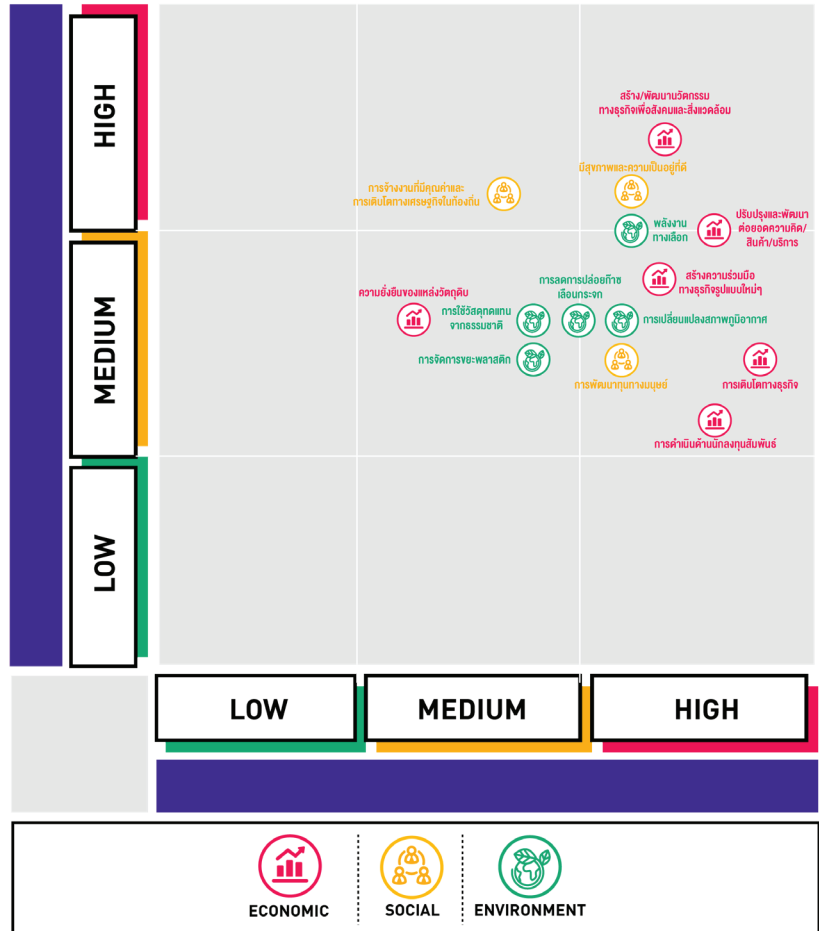 HIGH
สร้าง/พัฒนานวัตกรรม
ทางธุรกิจเพื่อสังคมและสิ่งแวดล้อม
มีสุขภาพและความเป็นอยู่ที่ดี
การจ้างงานที่มีคุณค่าและ
การเติบโตทางเศรษฐกิจในท้องถิ่น
พลังงาน
ทางเลือก
ปรับปรุงและพัฒนา
ต่อยอดความคิด/
สินค้า/บริการ
MEDIUM
สร้างความร่วมมือ
ทางธุรกิจรูปแบบใหม่ๆ
การลดการปล่อยก๊าซ
เลือนกระจก
ความยั่งยืนของแหล่งวัตถุดิบ
การใช้วัสดุทดแทน
จากธรรมชาติ
การเปลี่ยนแปลงสภาพภูมิอากาศ
การจัดการขยะพลาสติก
การพัฒนาทุนทางมนุษย์
การเติบโตทางธุรกิจ
การดำเนินด้านนักลงทุนสัมพันธ์
LOW
LOW
MEDIUM
HIGH
ECONOMIC
SOCIAL
ENVIRONMENT